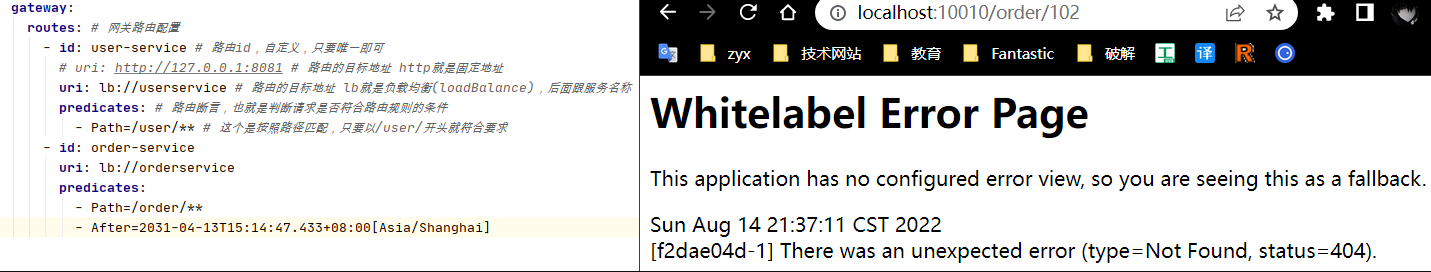 gateway:
routes: # 网关路由配置
- id: user-service # 路由id，自定义，只要唯一即可
# uri: http://127.0.0.1:8081 # 路由的目标地址 http就是固定地址
uri: lb://userservice # 路由的目标地址 lb就是负载均衡(loadBalance)，后面跟服务名称
predicates: # 路由断言，也就是判断请求是否符合路由规则的条件
- Path=/user/** # 这个是按照路径匹配，只要以/user/开头就符合要求
- id: order-service
uri: lb://orderservice
predicates:
- Path=/order/**
- After=2031-04-13T15:14:47.433+08:00[Asia/Shanghai]
localhost:10010/order/102
zyx 技术网站 教育 Fantastic 破解 工 译 R
Whitelabel Error Page
This application has no configured error view, so you are seeing this as a fallback.
Sun Aug 14 21:37:11 CST 2022
[f2dae04d-1] There was an unexpected error (type=Not Found, status=404).